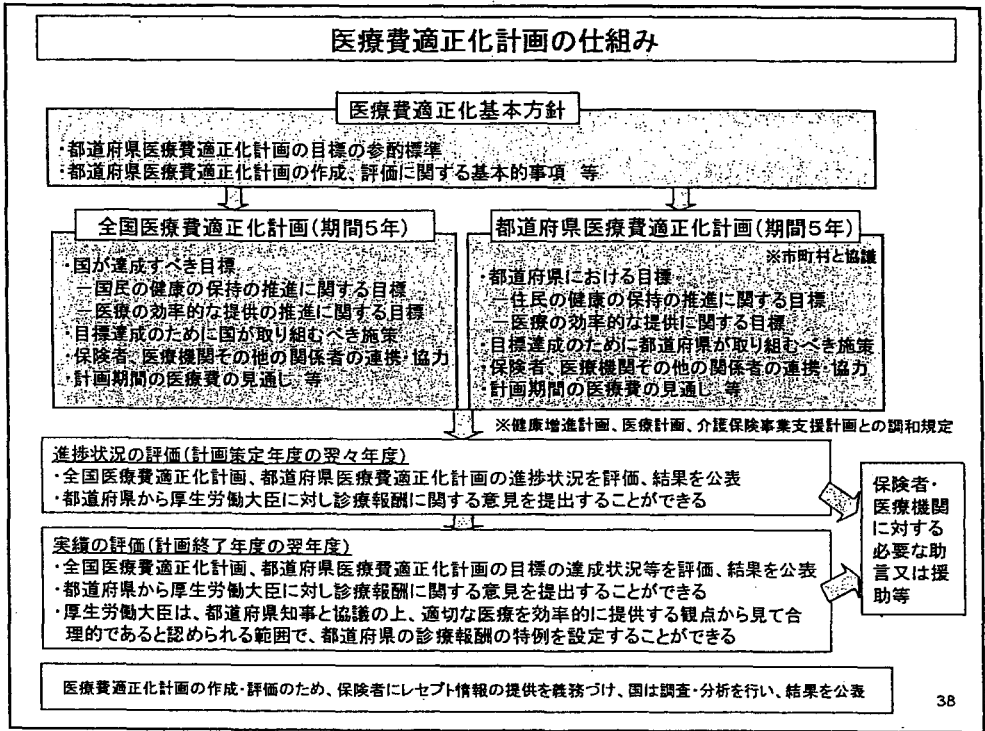 医療費適正化計画の仕組み
医療費適正化基本方針
・都道府県医療費適正化計画の目標の参酌標準
・都道府県医療費適正化計画の作成、評価に関する基本的事項 等
全国医療費適正化計画(期間5年)
・国が達成すべき目標
―国民の健康の保持の推進に関する目標
―医療の効率的な提供の推進に関する目標
・目標達成のために国が取り組むべき施策
・保険者、医療機関その他の関係者の連携・協力
・計画期間の医療費の見通し 等
都道府県医療費適正化計画(期間5年)
※市町村と協議
・都道府県における目標
―住民の健康の保持の推進に関する目標
―医療の効率的な提供に関する目標
・目標達成のために都道府県が取り組むべき施策
・保険者、医療機関その他の関係者の連携・協力
・計画期間の医療費の見通し 等
※健康増進計画、医療計画、介護保険事業支援計画との調和規定
進捗状況の評価(計画策定年度の翌々年度)
・全国医療費適正化計画、都道府県医療費適正化計画の進捗状況を評価、結果を公表
・都道府県から厚生労働大臣に対し診療報酬に関する意見を提出することができる
実績の評価(計画終了年度の翌年度)
・全国医療費適正化計画、都道府県医療費適正化計画の目標の達成状況等を評価、結果を公表
・都道府県から厚生労働大臣に対し診療報酬に関する意見を提出することができる
・厚生労働大臣は、都道府県知事と協議の上、適切な医療を効率的に提供する観点から見て合
理的であると認められる範囲で、都道府県の診療報酬の特例を設定することができる
保険者・
医療機関
に対する
必要な助
言又は援
助等
医療費適正化計画の作成・評価のため、保険者にレセプト情報の提供を義務づけ、国は調査・分析を行い、結果を公表
38